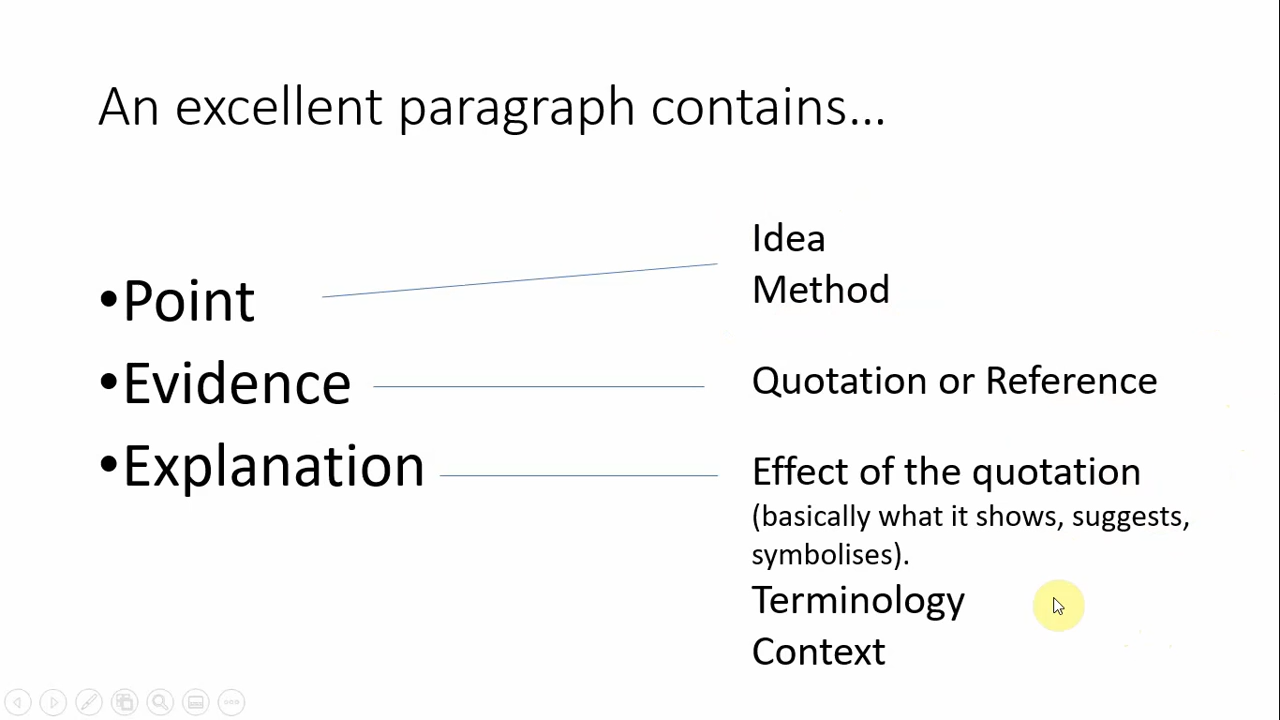 An excellent paragraph contains...
Idea
Method
•Point
•Evidence
Quotation or Reference
•Explanation
Effect of the quotation
(basically what it shows, suggests,
symbolises).
Terminology
Context